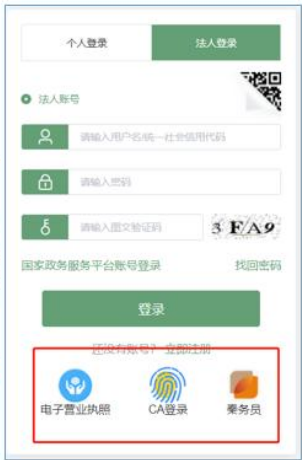 个人登录 法人登录
法人账号
请输入用户名/统一社会信用代码
请输入密码
请输入图文验证码 3 F A 9
国家政务服务平台账号登录 找回密码
登录
还没有账号? 立即注册
电子营业执照 CA登录 秦务员